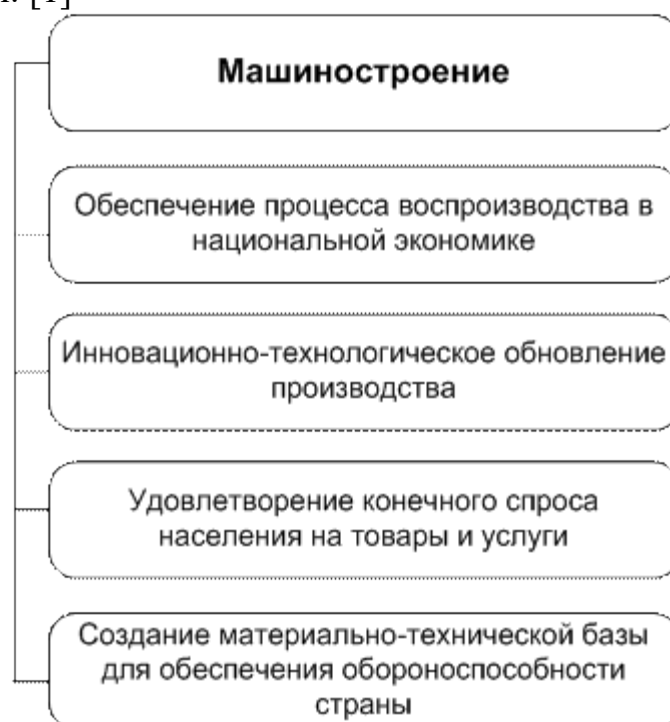 [1]
Машиностроение
Обеспечение процесса воспроизводства в
национальной экономике
Инновационно-технологическое обновление
производства
Удовлетворение конечного спроса
населения на товары и услуги
Создание материально-технической базы
для обеспечения обороноспособности
страны